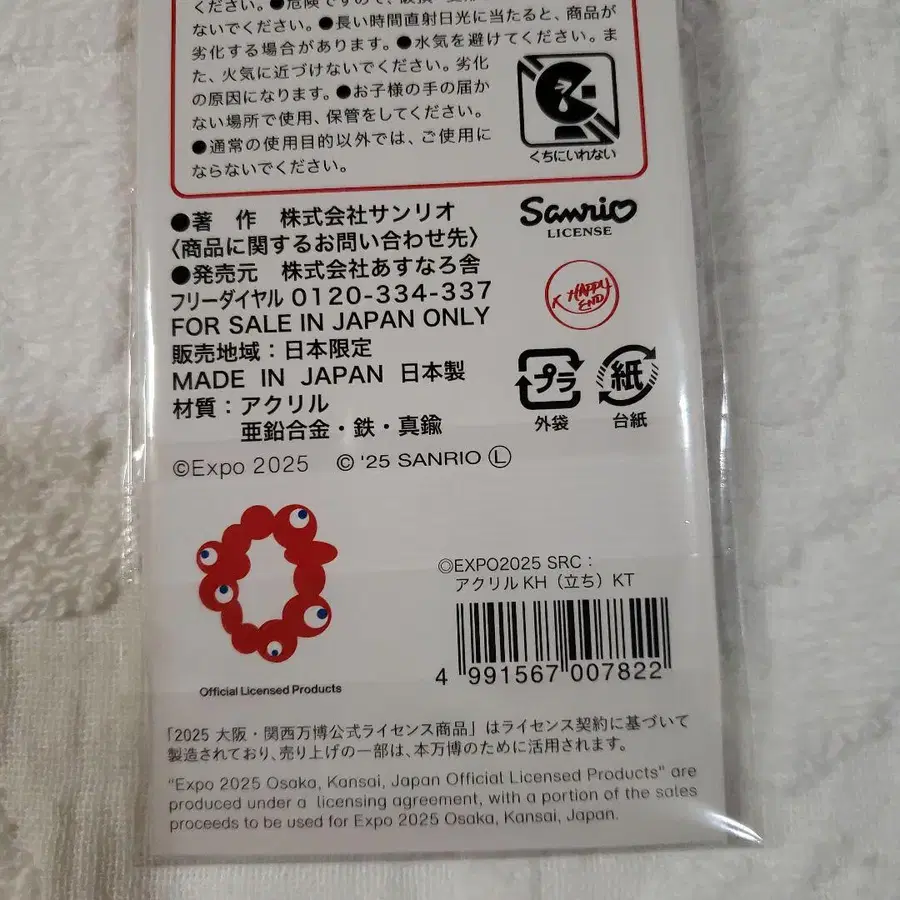 ください。●危険ですので、破損・変形
ないでください。●長い時間直射日光に当たると、商品が
劣化する場合があります。●水気を避けてください。ま
た、火気に近づけないでください。劣化
の原因になります。●お子様の手の届か
ない場所で使用、保管をしてください。
●通常の使用目的以外では、ご使用に
ならないでください。
くちにいれない
●著　作　株式会社サンリオ
〈商品に関するお問い合わせ先〉
●発売元　株式会社あすなろ舎
フリーダイヤル 0120-334-337
FOR SALE IN JAPAN ONLY
販売地域：日本限定
MADE IN JAPAN 日本製
材質：アクリル
亜鉛合金・鉄・真鍮
Sanrio
LICENSE
HAPPY
END
プラ
外袋
紙
台紙
©Expo 2025　© '25 SANRIO Ⓛ
Official Licensed Products
©EXPO2025 SRC：
アクリルKH（立ち）KT
4 991567 007822
「2025 大阪・関西万博公式ライセンス商品」はライセンス契約に基づいて
製造されており、売り上げの一部は、本万博のために活用されます。
"Expo 2025 Osaka, Kansai, Japan Official Licensed Products" are
produced under a licensing agreement, with a portion of the sales
proceeds to be used for Expo 2025 Osaka, Kansai, Japan.